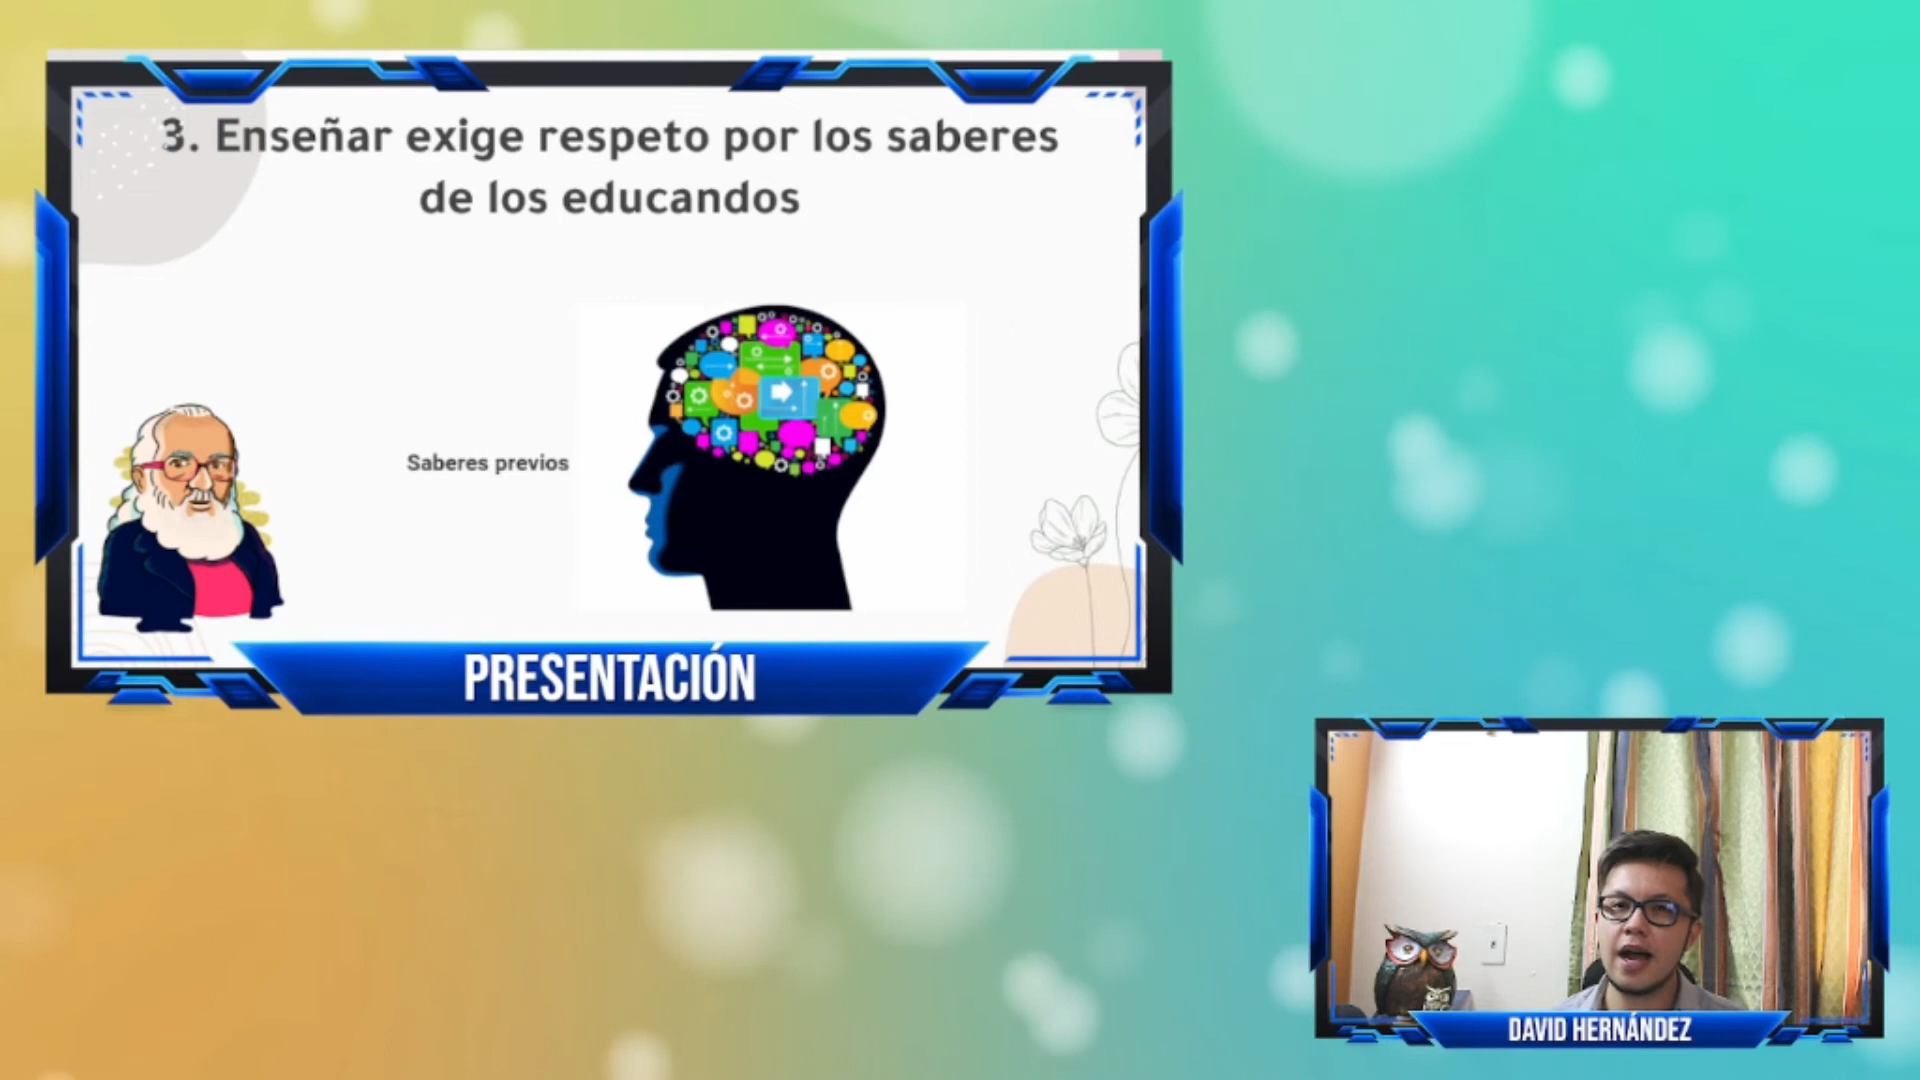 3. Enseñar exige respeto por los saberes
de los educandos
Saberes previos
PRESENTACIÓN
DAVID HERNÁNDEZ